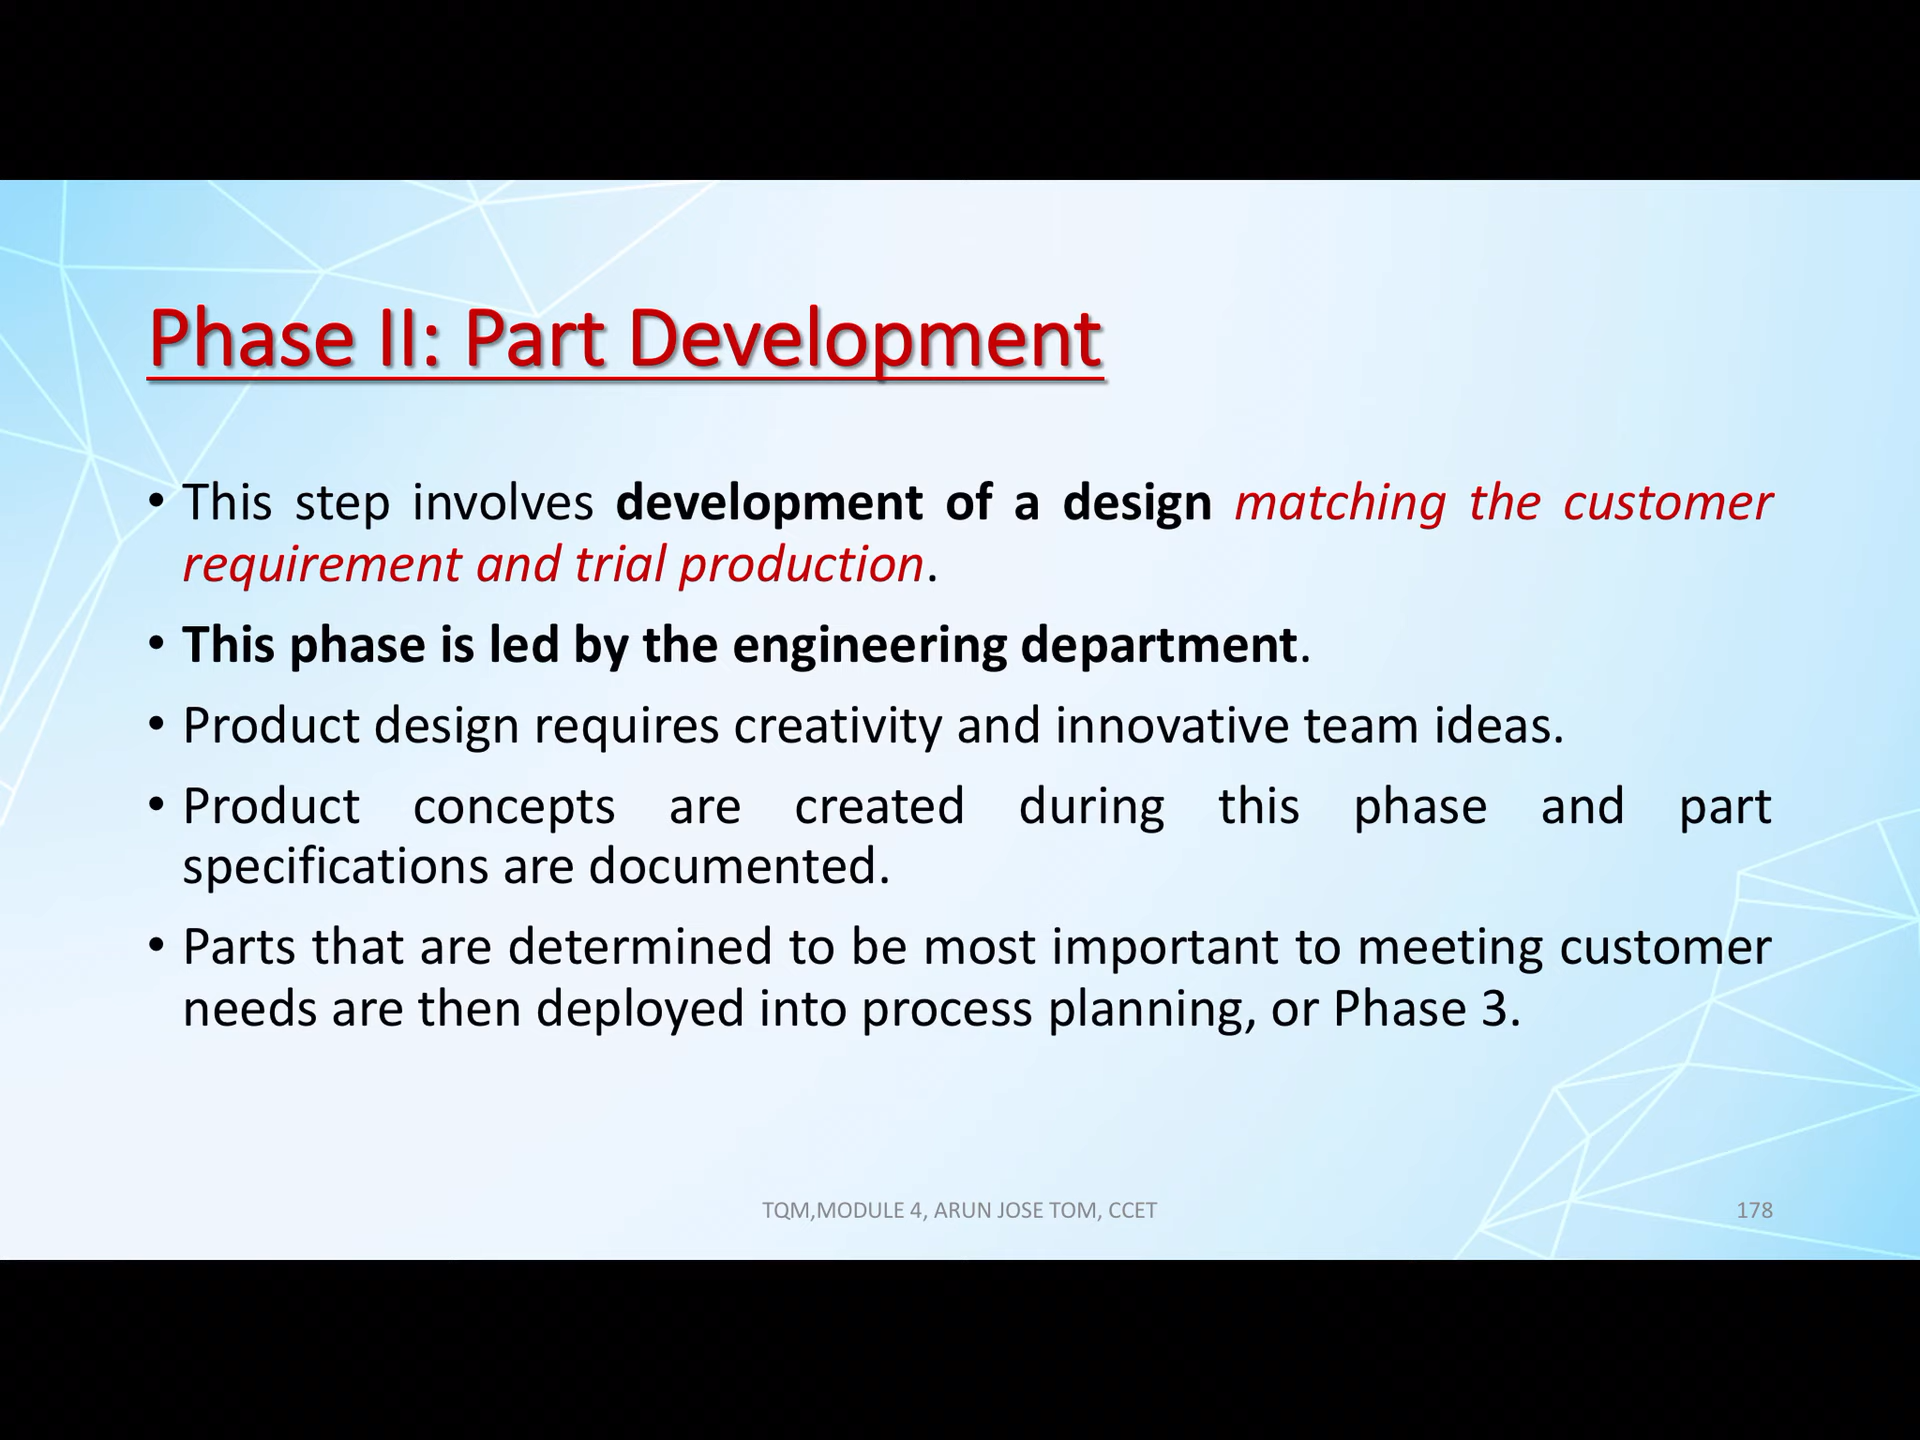 Phase II: Part Development
• This step involves development of a design matching the customer
requirement and trial production.
• This phase is led by the engineering department.
• Product design requires creativity and innovative team ideas.
• Product concepts are created during this phase and part
specifications are documented.
• Parts that are determined to be most important to meeting customer
needs are then deployed into process planning, or Phase 3.
TQM,MODULE 4, ARUN JOSE TOM, CCET
178